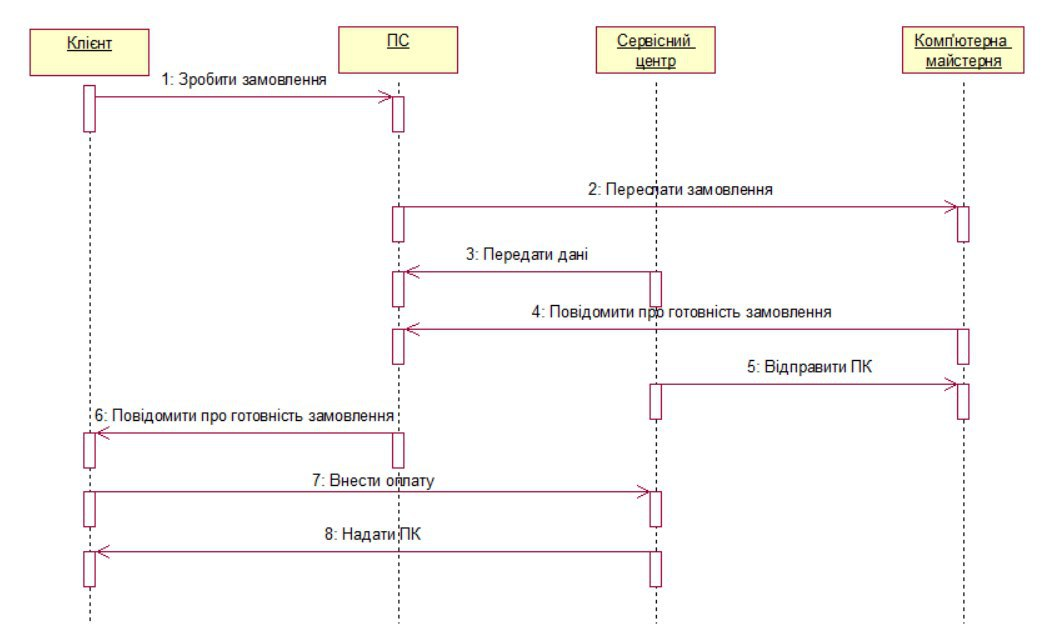 Клієнт
ПС
Сервісний
центр
Комп'ютерна
майстерня
1: Зробити замовлення
2: Переслати замовлення
3: Передати дані
4: Повідомити про готовність замовлення
5: Відправити ПК
6: Повідомити про готовність замовлення
7: Внести оплату
8: Надати ПК